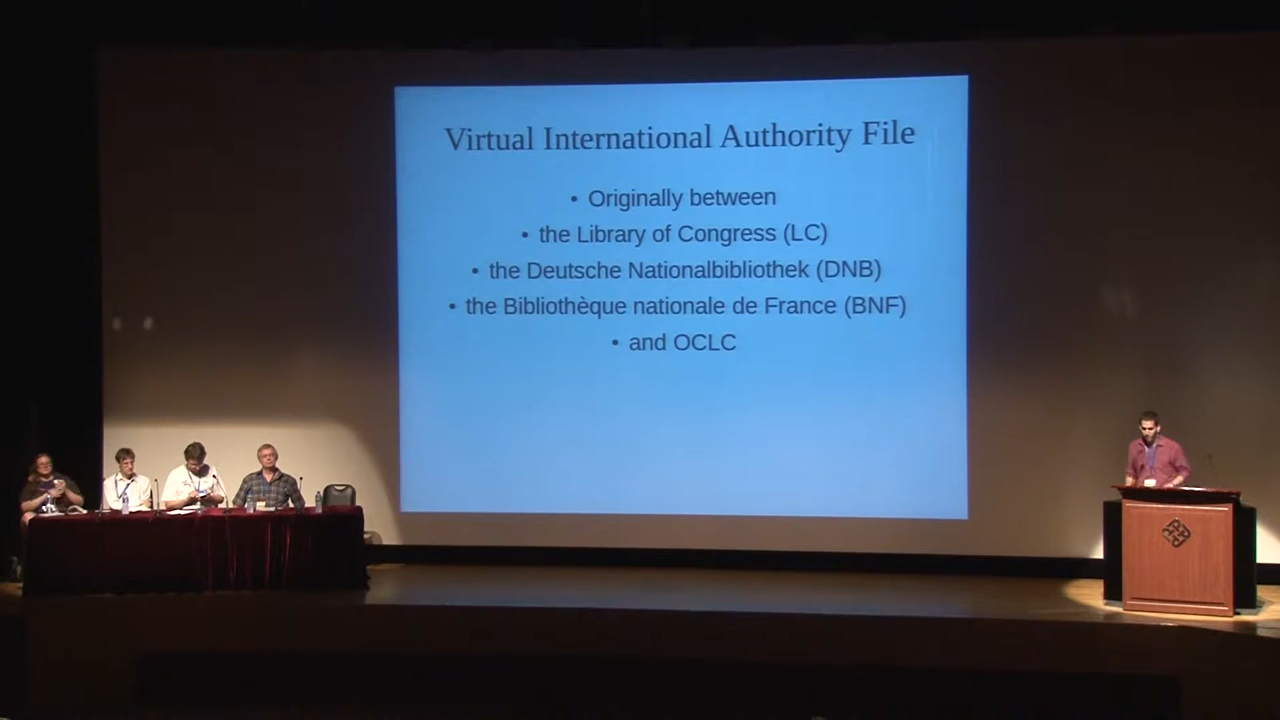 Virtual International Authority File
• Originally between
• the Library of Congress (LC)
• the Deutsche Nationalbibliothek (DNB)
• the Bibliothèque nationale de France (BNF)
• and OCLC